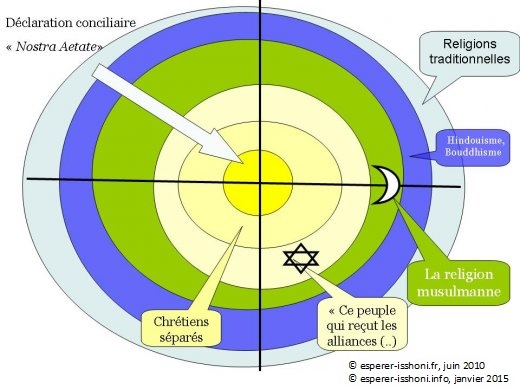 Déclaration conciliaire
« Nostra Aetate»
Religions
traditionnelles
Hindouisme,
Bouddhisme
La religion
musulmanne
« Ce peuple
qui reçut les
alliances (..)
Chrétiens
séparés
© esperer-isshoni.fr, juin 2010
© esperer-isshoni.info, janvier 2015